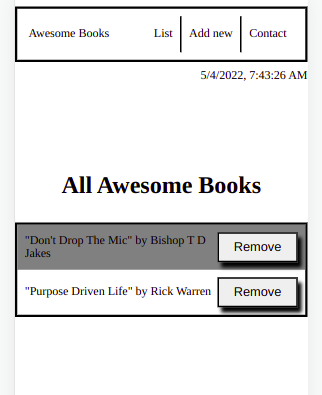 Awesome Books List Add new Contact
5/4/2022, 7:43:26 AM
All Awesome Books
"Don't Drop The Mic" by Bishop T D
Jakes
Remove
"Purpose Driven Life" by Rick Warren
Remove